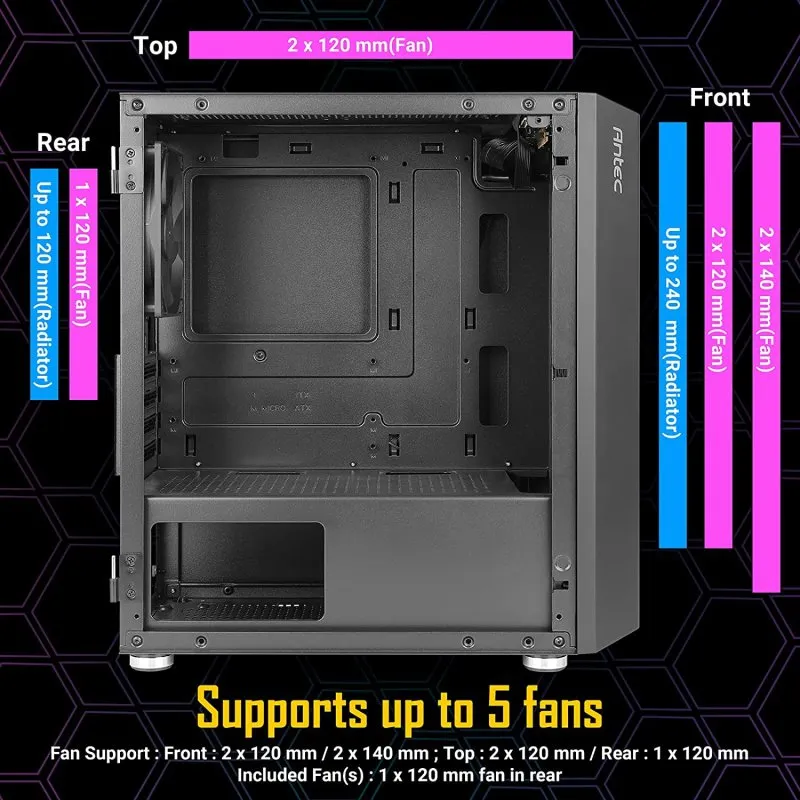 Top
2 x 120 mm(Fan)
Front
Rear
Up to 120 mm(Radiator)
1 x 120 mm(Fan)
Antec
Up to 240 mm(Radiator)
2 x 120 mm(Fan)
2 x 140 mm(Fan)
ITX
MICRO ATX
Supports up to 5 fans
Fan Support : Front : 2 x 120 mm / 2 x 140 mm ; Top : 2 x 120 mm / Rear : 1 x 120 mm
Included Fan(s) : 1 x 120 mm fan in rear